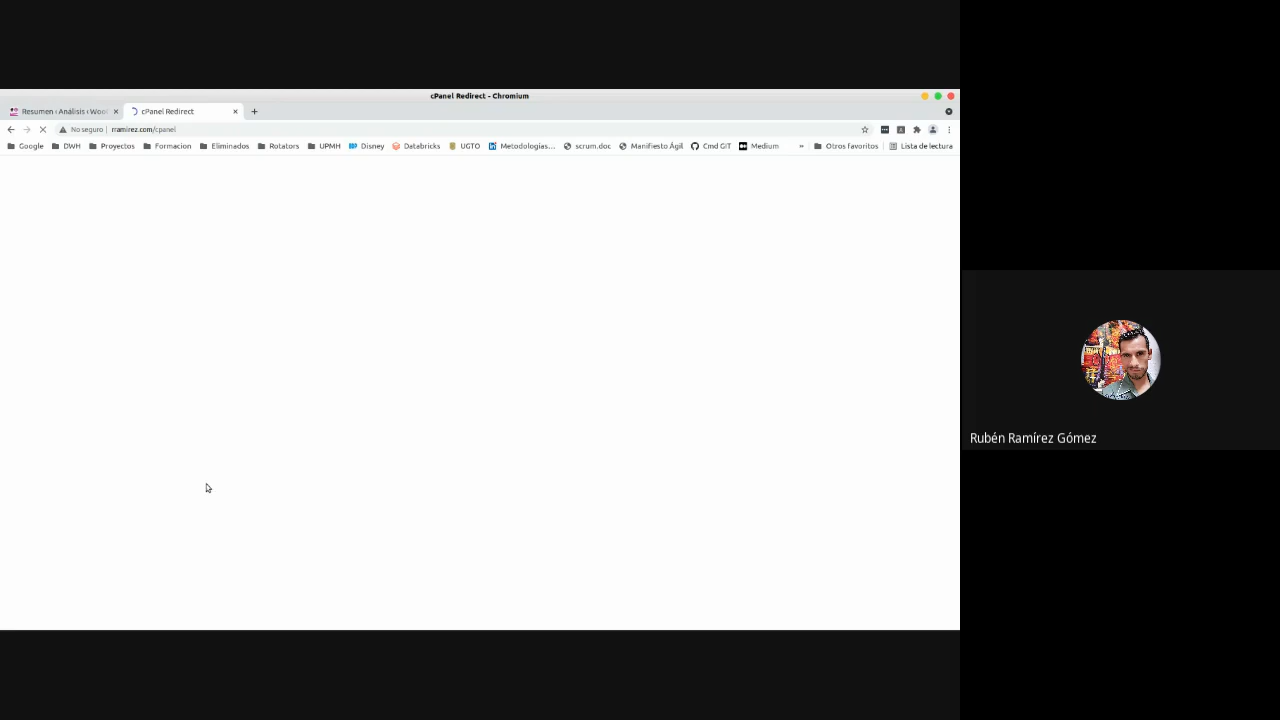 cPanel Redirect - Chromium
Resumen ‹ Análisis ‹ Woo
cPanel Redirect
No seguro
rramirez.com/cpanel
Google
DWH
Proyectos
Formacion
Eliminados
Rotators
UPMH
Disney
Databricks
UGTO
Metodologias...
scrum.doc
Manifiesto Ágil
Cmd GIT
Medium
»
Otros favoritos
Lista de lectura
Rubén Ramírez Gómez